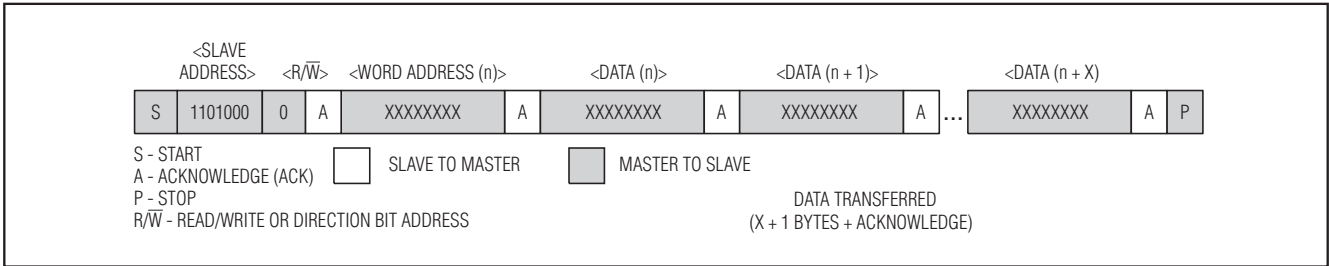 <SLAVE
ADDRESS> <R/W̅> <WORD ADDRESS (n)> <DATA (n)> <DATA (n + 1)> <DATA (n + X)
S 1101000 0 A XXXXXXXX A XXXXXXXX A XXXXXXXX A ... XXXXXXXX A P
S - START
A - ACKNOWLEDGE (ACK) SLAVE TO MASTER MASTER TO SLAVE
P - STOP DATA TRANSFERRED
R/W̅ - READ/WRITE OR DIRECTION BIT ADDRESS (X + 1 BYTES + ACKNOWLEDGE)